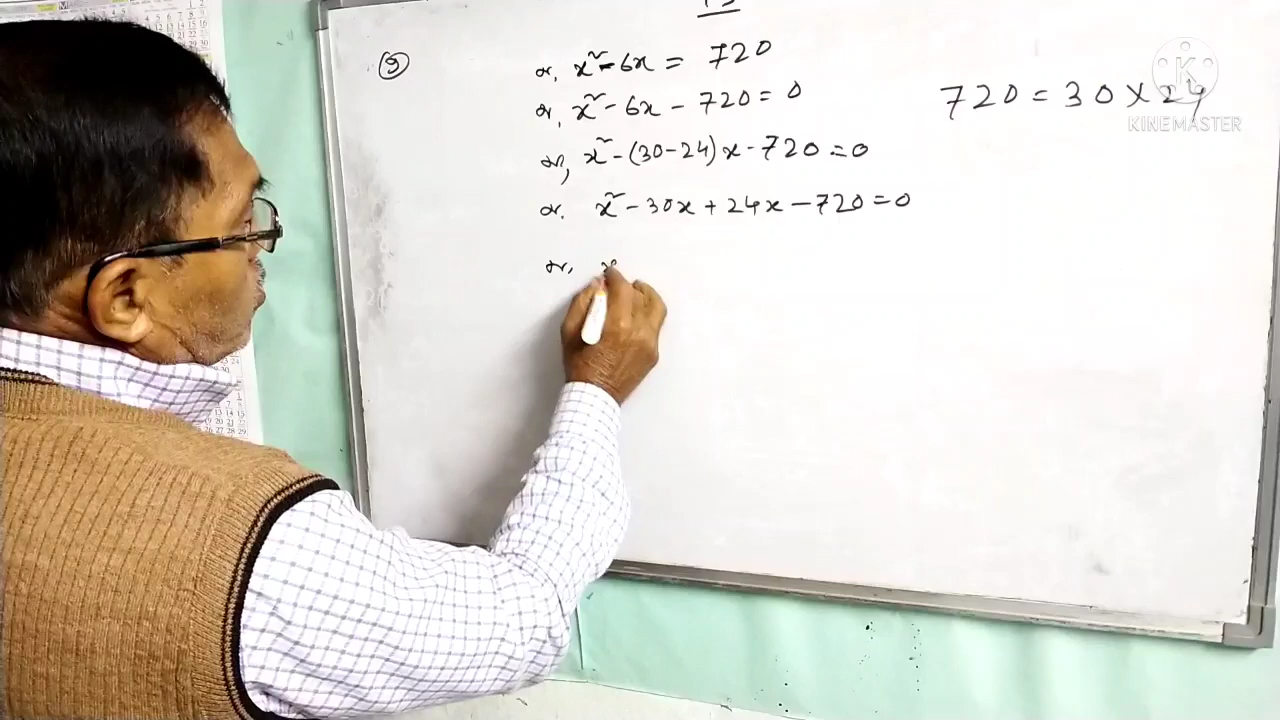 ⑨ or, x² - 6x = 720
or, x² - 6x - 720 = 0
720 = 30 x 24
or, x² - (30-24)x - 720 = 0
or. x² - 30x + 24x - 720 = 0
or, x
K
KINEMASTER